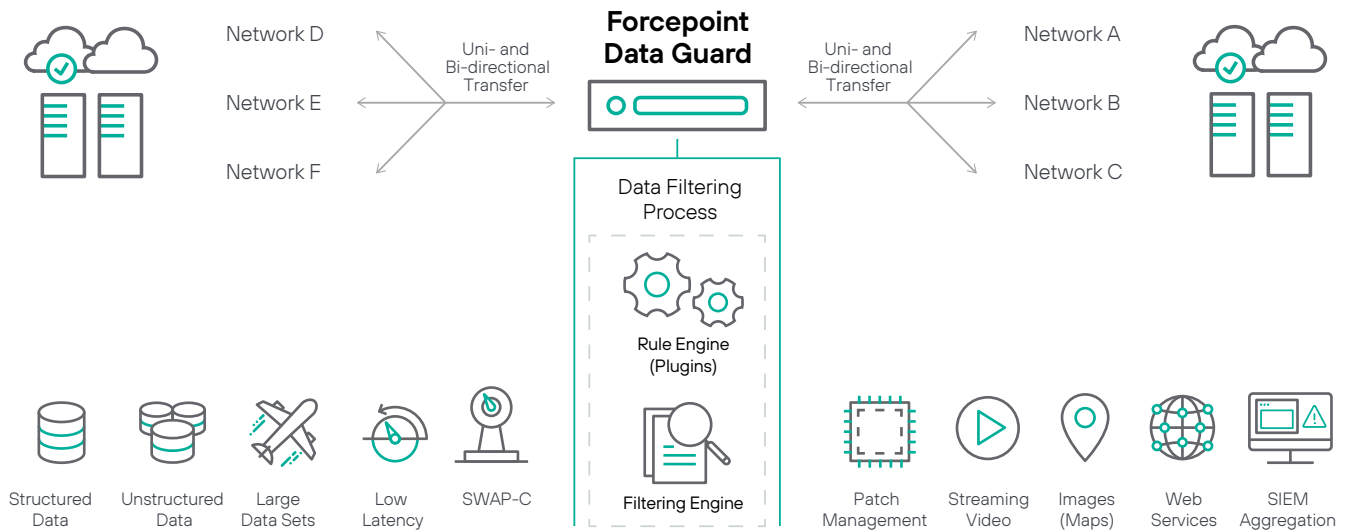 Forcepoint
Data Guard
Network D
Network E
Network F
Uni- and
Bi-directional
Transfer
Uni- and
Bi-directional
Transfer
Network A
Network B
Network C
Data Filtering
Process
Rule Engine
(Plugins)
Filtering Engine
Structured
Data
Unstructured
Data
Large
Data Sets
Low
Latency
SWAP-C
Patch
Management
Streaming
Video
Images
(Maps)
Web
Services
SIEM
Aggregation